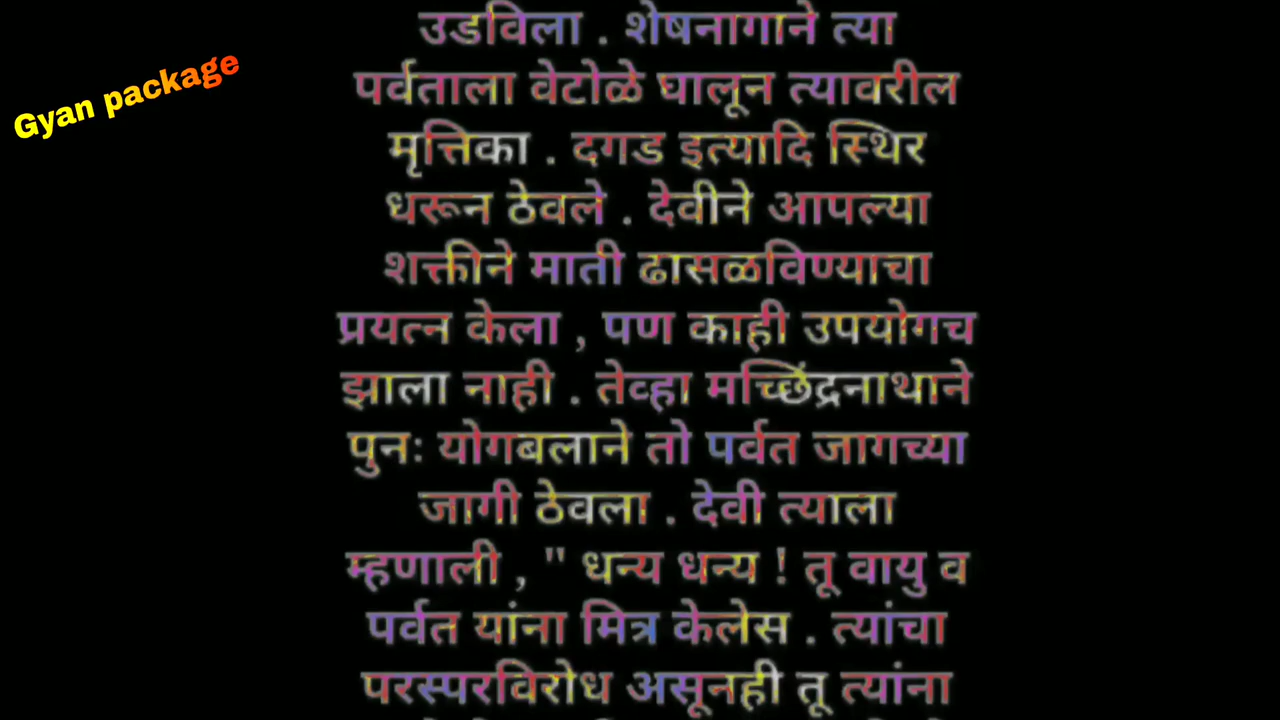 उडविला . शेषनागाने त्या
Gyan package
पर्वताला वेटोळे घालून त्यावरील
मृत्तिका . दगड इत्यादि स्थिर
धरून ठेवले . देवीने आपल्या
शक्तीने माती ढासळविण्याचा
प्रयत्न केला , पण काही उपयोगच
झाला नाही . तेव्हा मच्छिंद्रनाथाने
पुनः योगबलाने तो पर्वत जागच्या
जागी ठेवला . देवी त्याला
म्हणाली , " धन्य धन्य ! तू वायु व
पर्वत यांना मित्र केलेस . त्यांचा
परस्परविरोध असूनही तू त्यांना